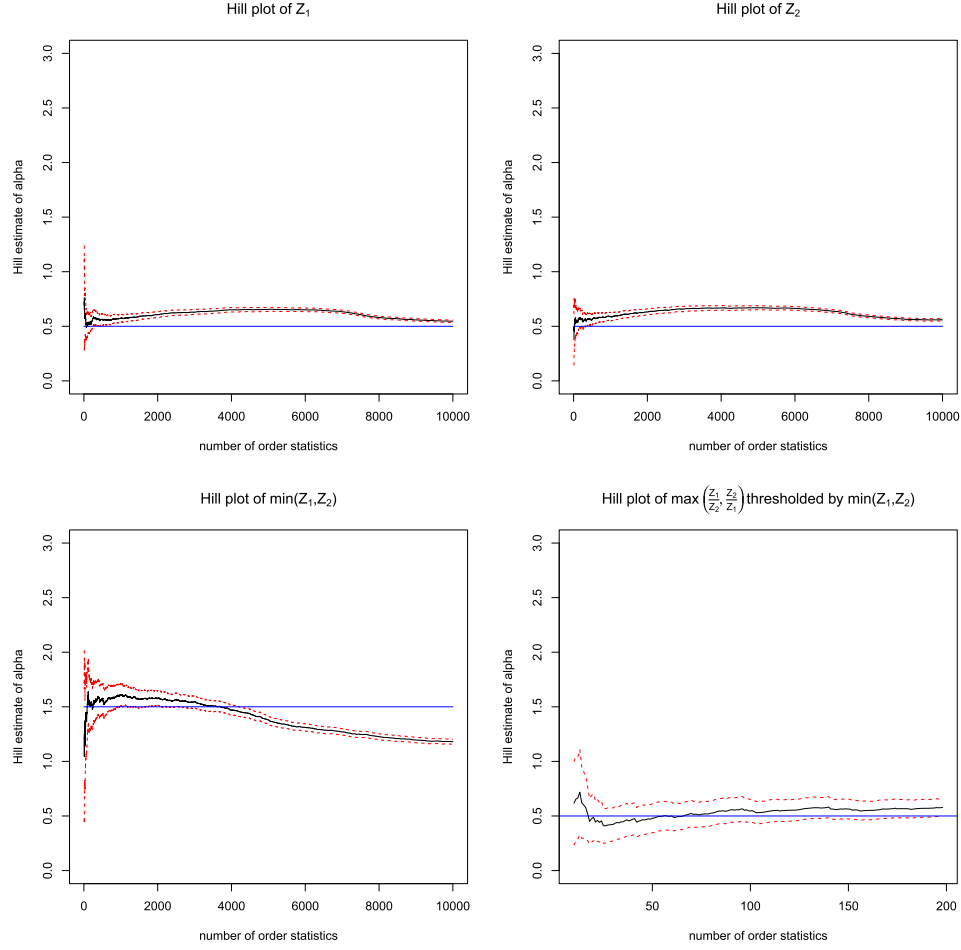 Hill plot of Z₁
Hill estimate of alpha
3.0
2.5
2.0
1.5
1.0
0.5
0.0
0 2000 4000 6000 8000 10000
number of order statistics
Hill plot of Z₂
Hill estimate of alpha
3.0
2.5
2.0
1.5
1.0
0.5
0.0
0 2000 4000 6000 8000 10000
number of order statistics
Hill plot of min(Z₁,Z₂)
Hill estimate of alpha
3.0
2.5
2.0
1.5
1.0
0.5
0.0
0 2000 4000 6000 8000 10000
number of order statistics
Hill plot of max (Z₁/Z₂, Z₂/Z₁) thresholded by min(Z₁,Z₂)
Hill estimate of alpha
3.0
2.5
2.0
1.5
1.0
0.5
0.0
50 100 150 200
number of order statistics